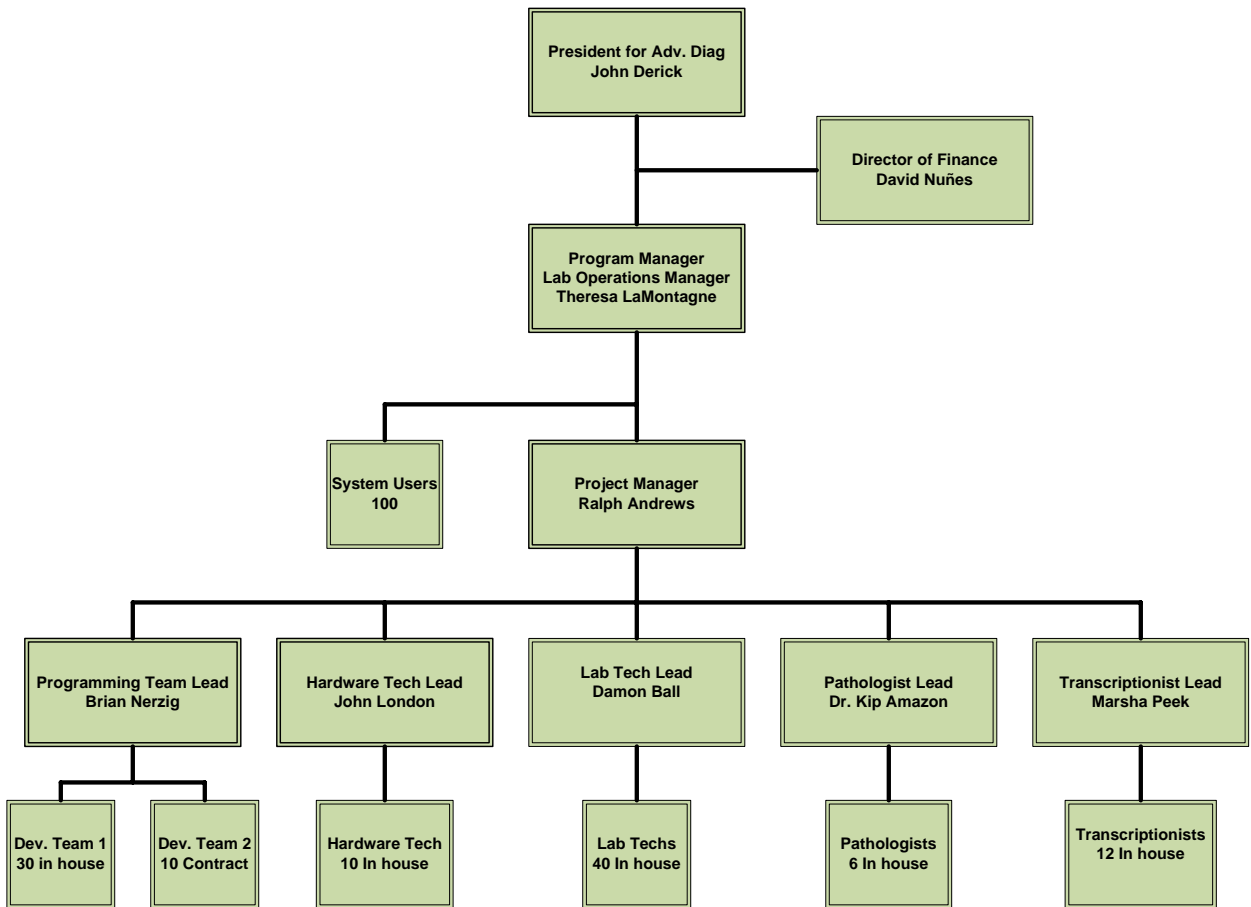 President for Adv. Diag
John Derick
Director of Finance
David Nuñes
Program Manager
Lab Operations Manager
Theresa LaMontagne
System Users
100
Project Manager
Ralph Andrews
Programming Team Lead
Brian Nerzig
Hardware Tech Lead
John London
Lab Tech Lead
Damon Ball
Pathologist Lead
Dr. Kip Amazon
Transcriptionist Lead
Marsha Peek
Dev. Team 1
30 in house
Dev. Team 2
10 Contract
Hardware Tech
10 In house
Lab Techs
40 In house
Pathologists
6 In house
Transcriptionists
12 In house